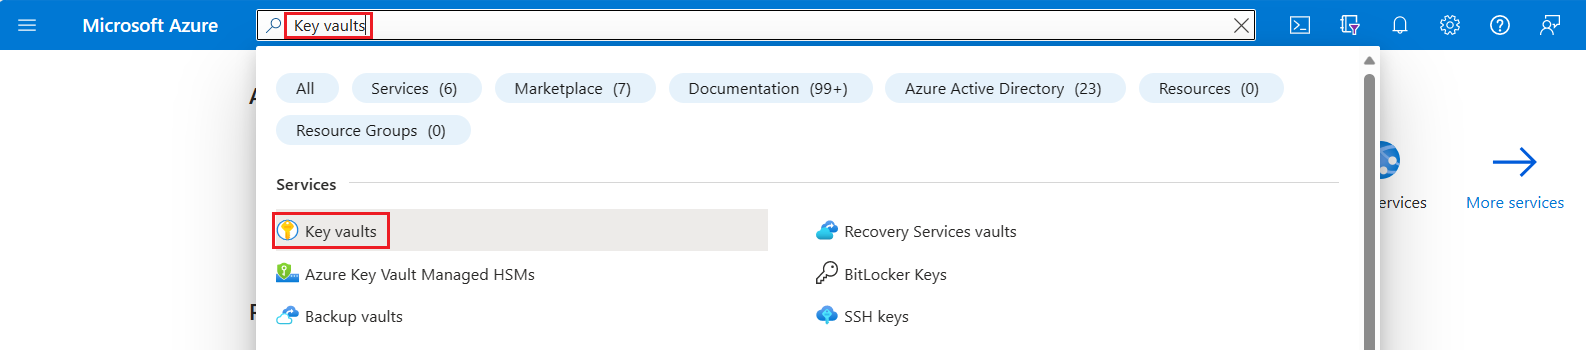 Microsoft Azure
Key vaults
All Services (6) Marketplace (7) Documentation (99+) Azure Active Directory (23) Resources (0)
Resource Groups (0)
Services
Key vaults Recovery Services vaults
Azure Key Vault Managed HSMs BitLocker Keys
Backup vaults SSH keys
ervices More services